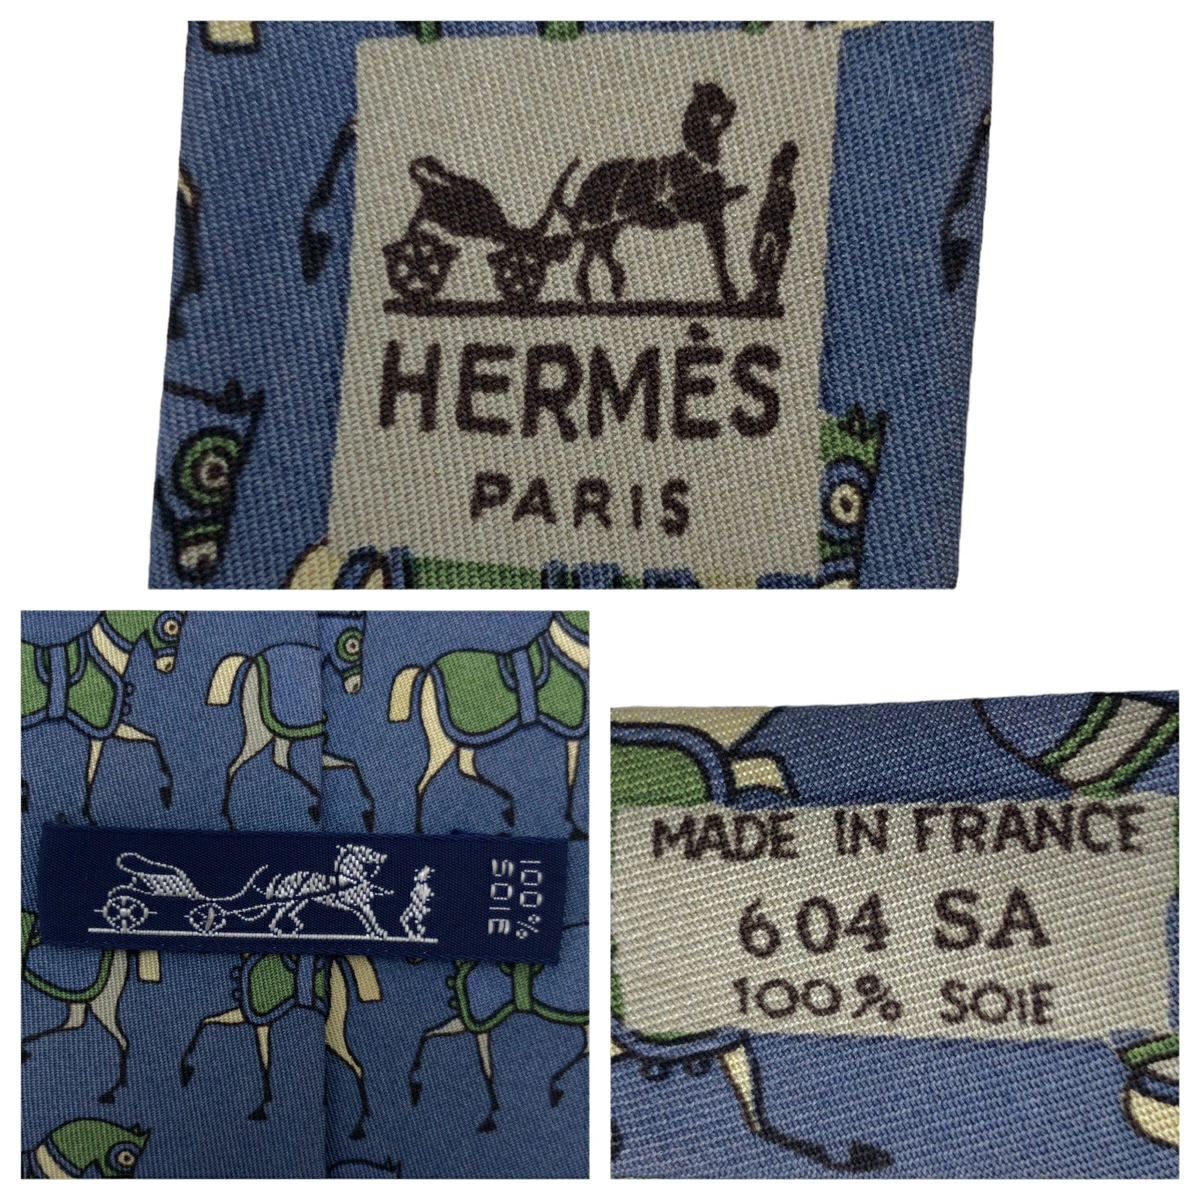 HERMÈS
PARIS
100%
SOIE
MADE IN FRANCE
604 SA
100% SOIE